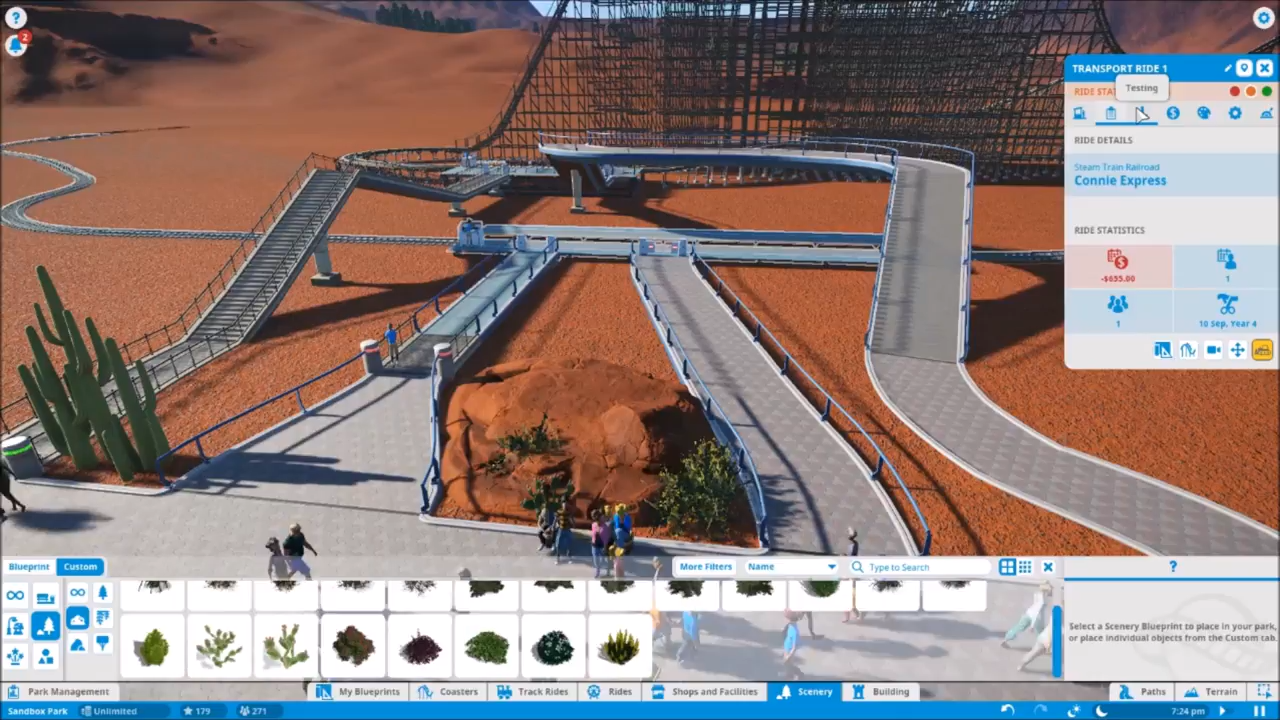 ?
2
TRANSPORT RIDE 1
Testing
RIDE STA
RIDE DETAILS
Steam Train Railroad
Connie Express
RIDE STATISTICS
-$655.00
1
1
10 Sep, Year 4
Blueprint
Custom
More Filters
Name
Type to Search
?
Select a Scenery Blueprint to place in your park,
or place individual objects from the Custom tab.
Park Management
My Blueprints
Coasters
Track Rides
Rides
Shops and Facilities
Scenery
Building
Paths
Terrain
Sandbox Park
Unlimited
179
271
7:24 pm